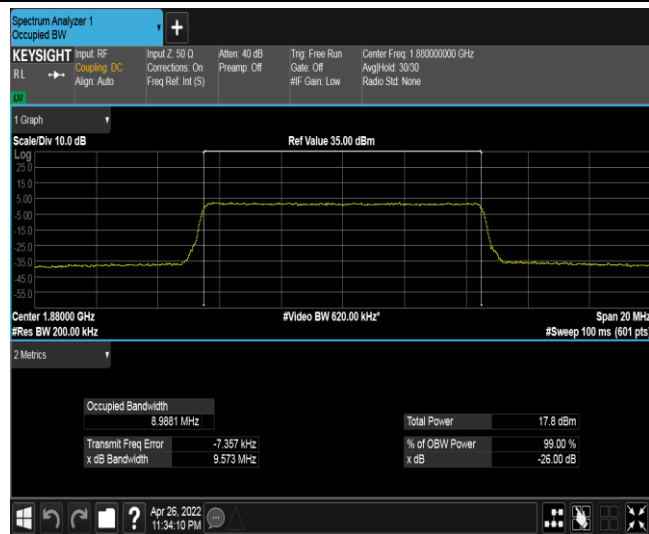 Spectrum Analyzer 1
Occupied BW
+
KEYSIGHT
RL
Input: RF
Coupling: DC
Align: Auto
Input Z: 50 Ω
Corrections: On
Freq Ref: Int (S)
Atten: 40 dB
Preamp: Off
Trig: Free Run
Gate: Off
#IF Gain: Low
Center Freq: 1.880000000 GHz
Avg|Hold: 30/30
Radio Std: None
1 Graph
Scale/Div 10.0 dB
Ref Value 35.00 dBm
Log
25.0
15.0
5.00
-5.00
-15.0
-25.0
-35.0
-45.0
-55.0
Center 1.88000 GHz
#Video BW 620.00 kHz*
Span 20 MHz
#Res BW 200.00 kHz
#Sweep 100 ms (601 pts)
2 Metrics
Occupied Bandwidth
8.9881 MHz
Total Power 17.8 dBm
Transmit Freq Error -7.357 kHz
% of OBW Power 99.00 %
x dB Bandwidth 9.573 MHz
x dB -26.00 dB
?
Apr 26, 2022
11:34:10 PM